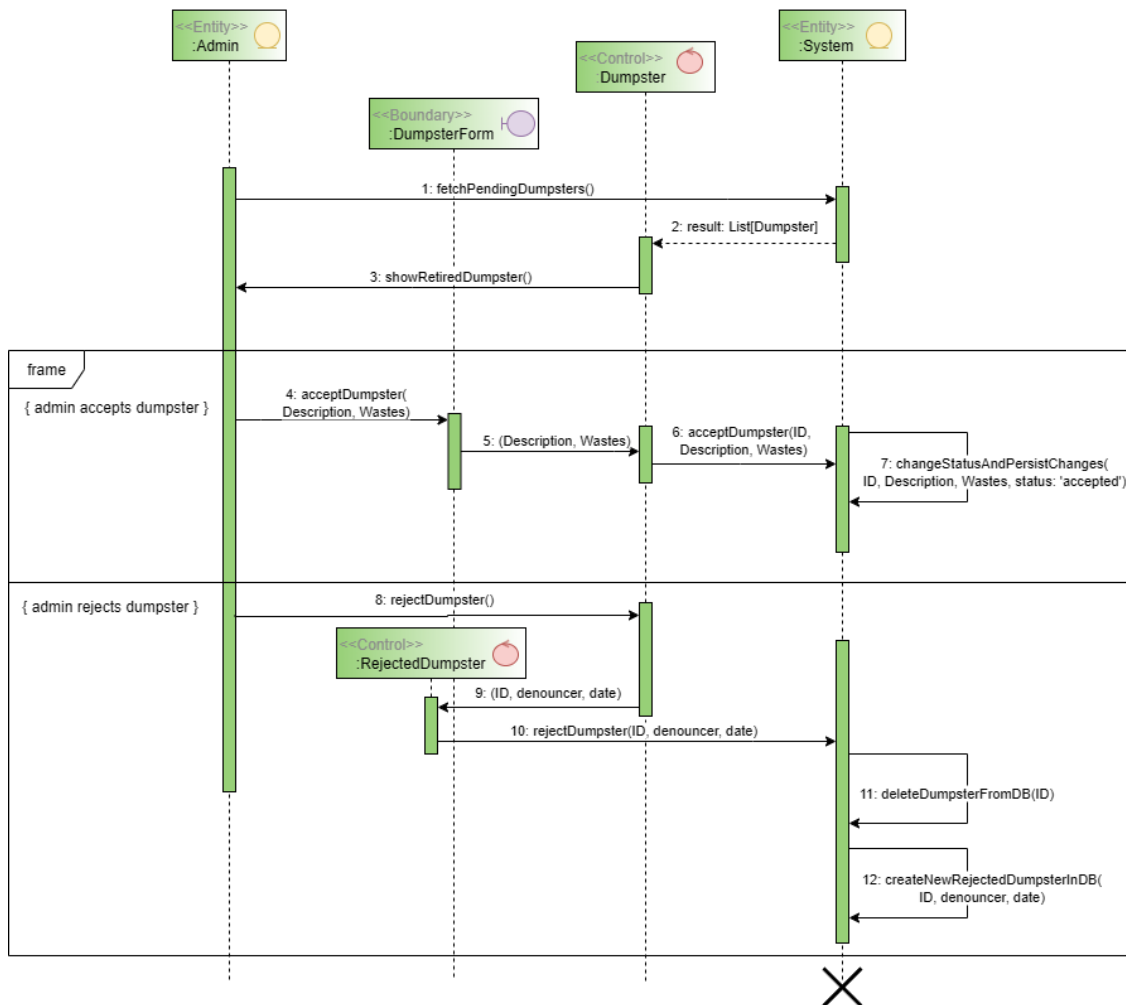 <<Entity>>
:Admin
<<Entity>>
:System
<<Control>>
:Dumpster
<<Boundary>>
:DumpsterForm
1: fetchPendingDumpsters()
2: result: List[Dumpster]
3: showRetiredDumpster()
frame
{ admin accepts dumpster }
4: acceptDumpster(
Description, Wastes)
5: (Description, Wastes)
6: acceptDumpster(ID,
Description, Wastes)
7: changeStatusAndPersistChanges(
ID, Description, Wastes, status: 'accepted')
{ admin rejects dumpster }
8: rejectDumpster()
<<Control>>
:RejectedDumpster
9: (ID, denouncer, date)
10: rejectDumpster(ID, denouncer, date)
11: deleteDumpsterFromDB(ID)
12: createNewRejectedDumpsterInDB(
ID, denouncer, date)